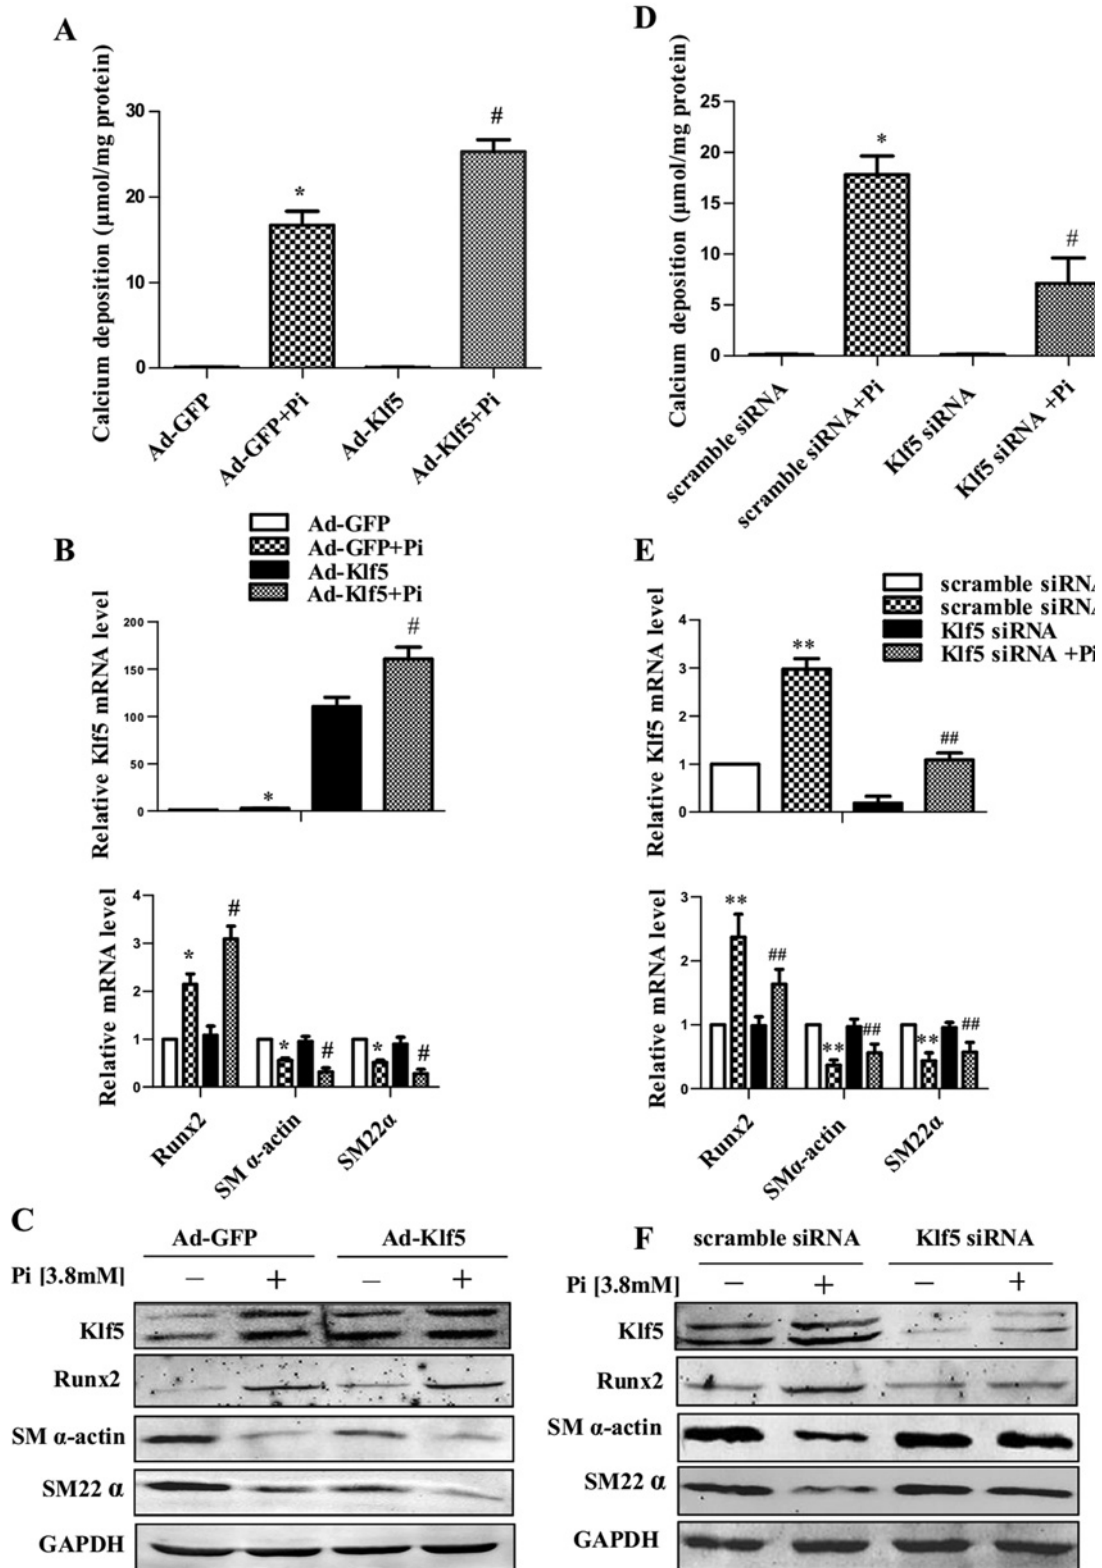 A
Calcium deposition (μmol/mg protein)
30
20
10
0
*
#
Ad-GFP
Ad-GFP+Pi
Ad-Klf5
Ad-Klf5+Pi
D
Calcium deposition (μmol/mg protein)
25
20
15
10
5
0
*
#
scramble siRNA
scramble siRNA+Pi
Klf5 siRNA
Klf5 siRNA +Pi
B
Ad-GFP
Ad-GFP+Pi
Ad-Klf5
Ad-Klf5+Pi
Relative Klf5 mRNA level
200
150
100
50
0
*
#
Relative mRNA level
4
3
2
1
0
* #
* #
* #
Runx2
SM α-actin
SM22α
E
scramble siRNA
scramble siRNA
Klf5 siRNA
Klf5 siRNA +Pi
Relative Klf5 mRNA level
4
3
2
1
0
**
##
Relative mRNA level
3
2
1
0
** ##
** ##
** ##
Runx2
SMα-actin
SM22α
C
Ad-GFP Ad-Klf5
Pi [3.8mM] – + – +
Klf5
Runx2
SM α-actin
SM22 α
GAPDH
F
scramble siRNA Klf5 siRNA
Pi [3.8mM] – + – +
Klf5
Runx2
SM α-actin
SM22 α
GAPDH